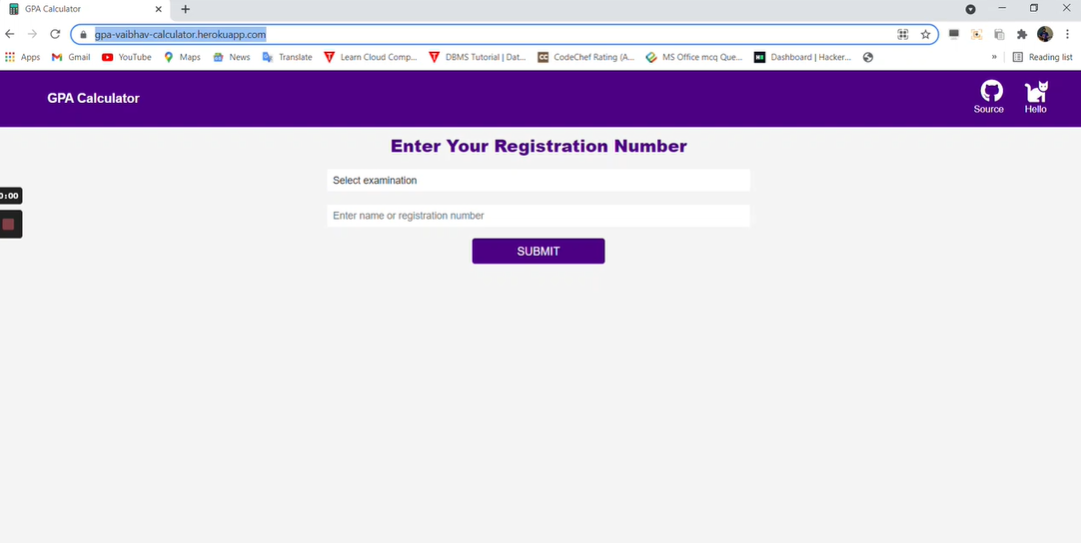 GPA Calculator
gpa-vaibhav-calculator.herokuapp.com
Apps Gmail YouTube Maps News Translate Learn Cloud Comp... DBMS Tutorial | Dat... CodeChef Rating (A... MS Office mcq Que... Dashboard | Hacker... » Reading list
GPA Calculator
Source Hello
Enter Your Registration Number
Select examination
0:00
Enter name or registration number
SUBMIT